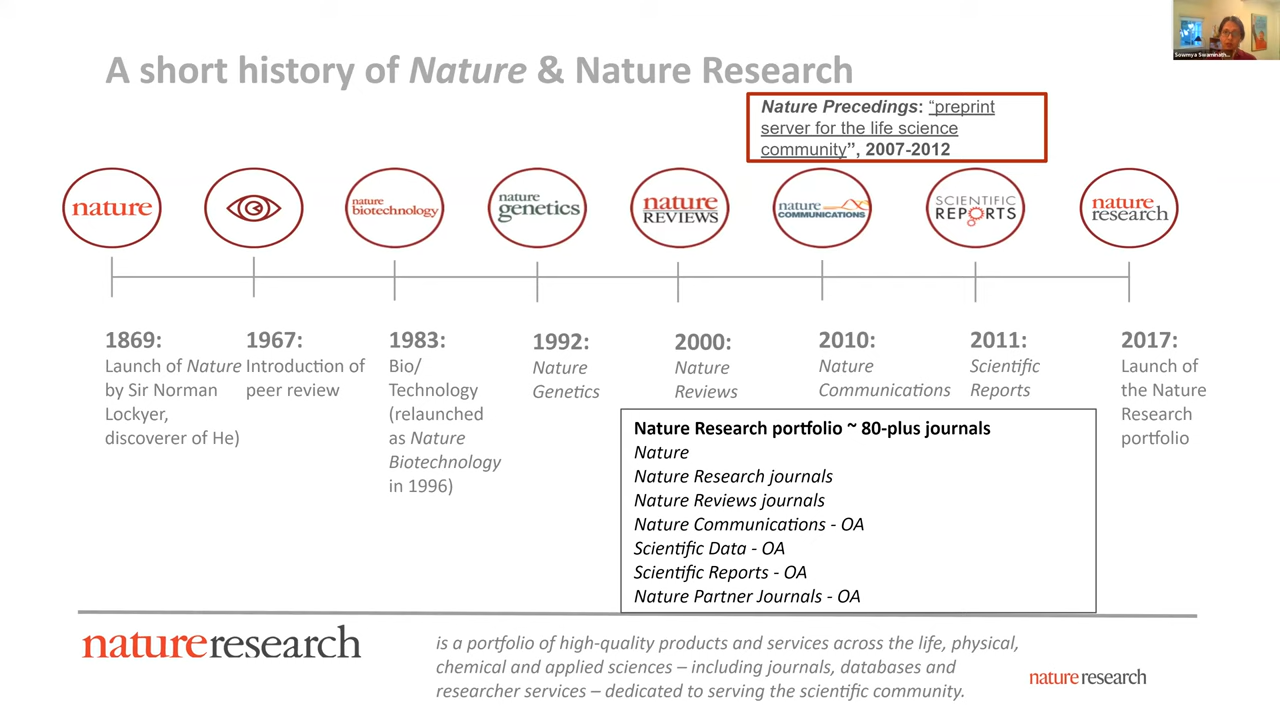 A short history of Nature & Nature Research
Sowmya Swaminath...
Nature Precedings: “preprint
server for the life science
community”, 2007-2012
nature
nature
biotechnology
nature
genetics
nature
REVIEWS
nature
COMMUNICATIONS
SCIENTIFIC
REPORTS
nature
research
1869:
Launch of Nature
by Sir Norman
Lockyer,
discoverer of He)
1967:
Introduction of
peer review
1983:
Bio/
Technology
(relaunched
as Nature
Biotechnology
in 1996)
1992:
Nature
Genetics
2000:
Nature
Reviews
2010:
Nature
Communications
2011:
Scientific
Reports
2017:
Launch of
the Nature
Research
portfolio
Nature Research portfolio ~ 80-plus journals
Nature
Nature Research journals
Nature Reviews journals
Nature Communications - OA
Scientific Data - OA
Scientific Reports - OA
Nature Partner Journals - OA
natureresearch
is a portfolio of high-quality products and services across the life, physical,
chemical and applied sciences – including journals, databases and
researcher services – dedicated to serving the scientific community.
natureresearch